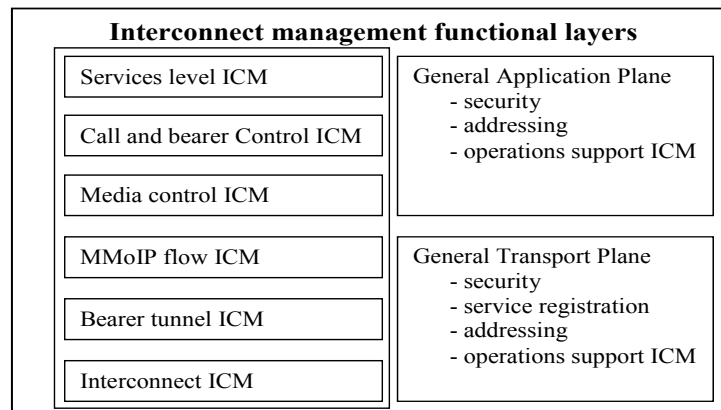 Interconnect management functional layers
Services level ICM
Call and bearer Control ICM
Media control ICM
MMoIP flow ICM
Bearer tunnel ICM
Interconnect ICM
General Application Plane
- security
- addressing
- operations support ICM
General Transport Plane
- security
- service registration
- addressing
- operations support ICM